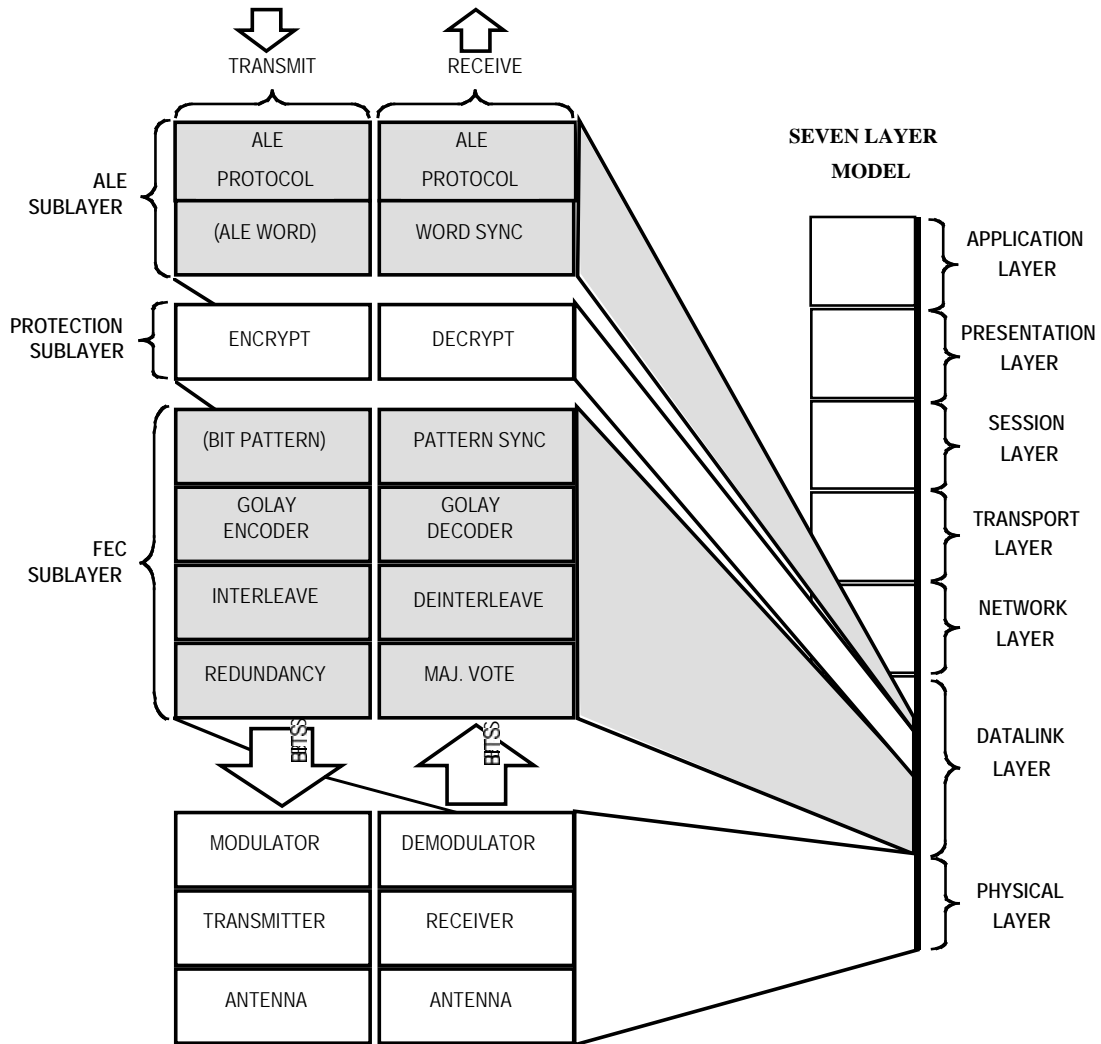 TRANSMIT
RECEIVE
ALE
PROTOCOL
ALE
PROTOCOL
(ALE WORD)
WORD SYNC
ALE
SUBLAYER
ENCRYPT
DECRYPT
PROTECTION
SUBLAYER
(BIT PATTERN)
PATTERN SYNC
GOLAY
ENCODER
GOLAY
DECODER
INTERLEAVE
DEINTERLEAVE
REDUNDANCY
MAJ. VOTE
FEC
SUBLAYER
BITS
BITS
MODULATOR
DEMODULATOR
TRANSMITTER
RECEIVER
ANTENNA
ANTENNA
SEVEN LAYER
MODEL
APPLICATION
LAYER
PRESENTATION
LAYER
SESSION
LAYER
TRANSPORT
LAYER
NETWORK
LAYER
DATALINK
LAYER
PHYSICAL
LAYER